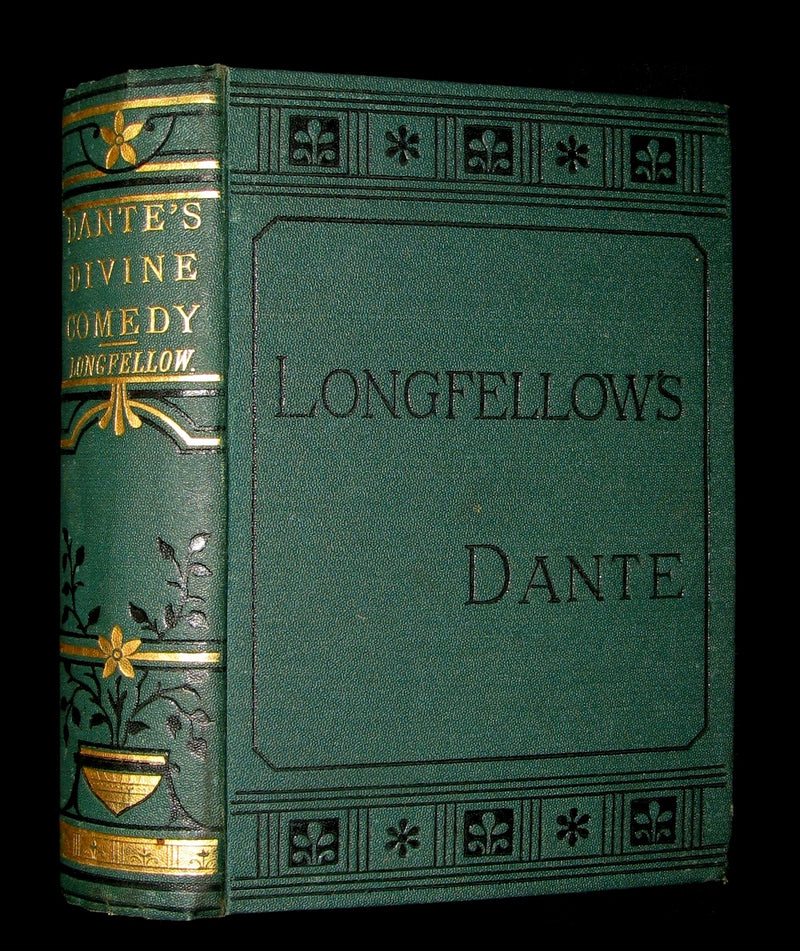 DANTE'S
DIVINE
COMEDY
LONGFELLOW.
LONGFELLOW'S
DANTE